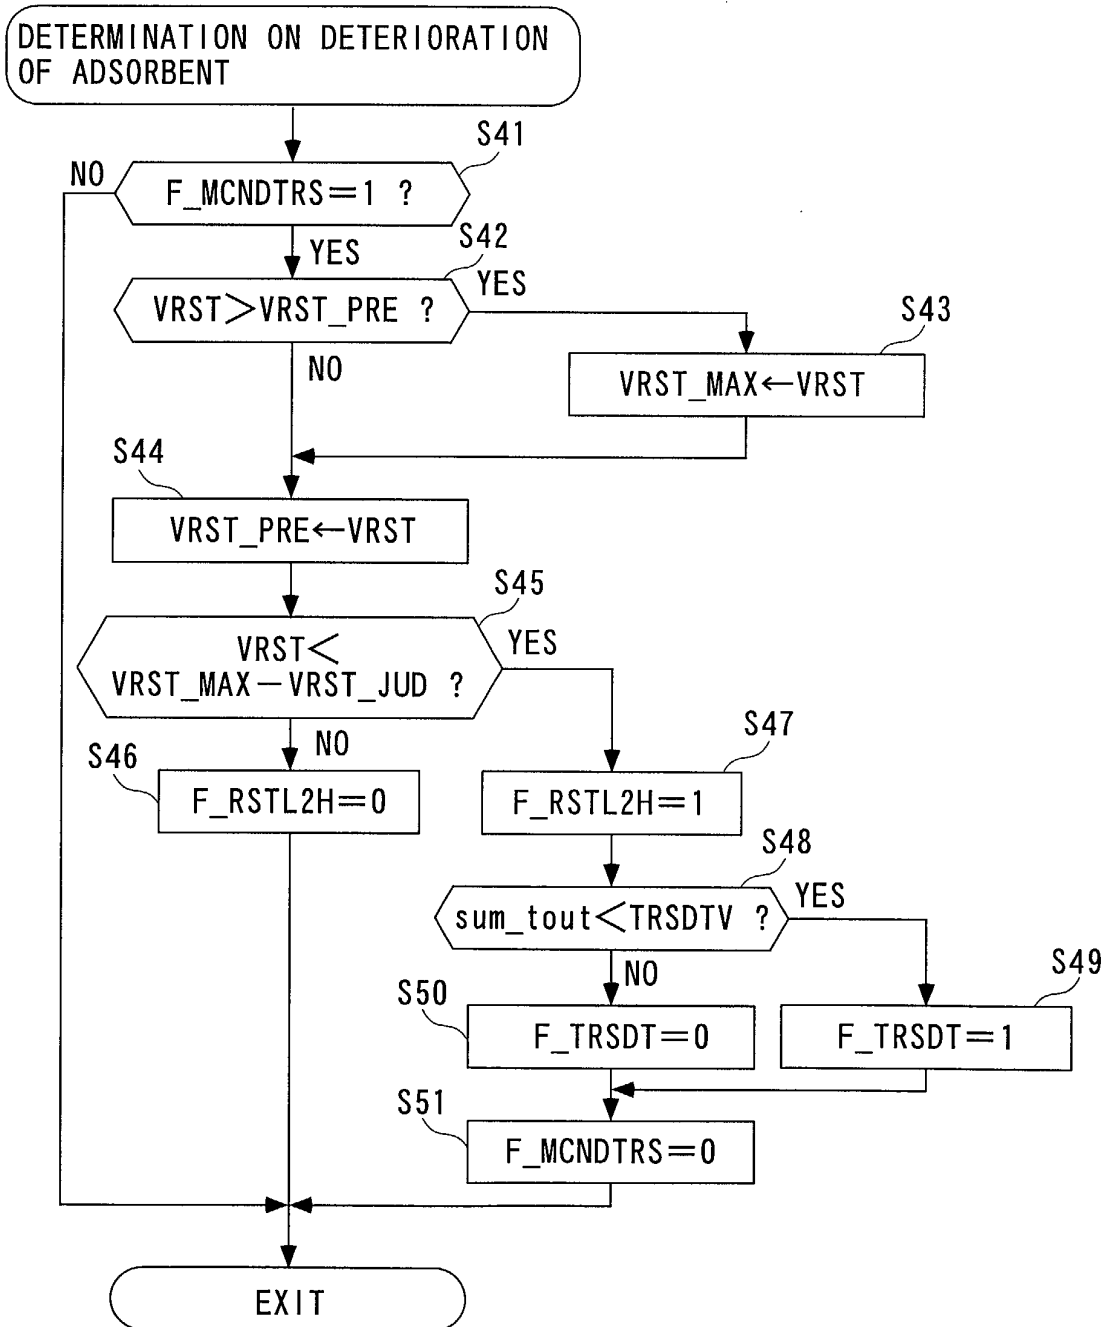 DETERMINATION ON DETERIORATION
OF ADSORBENT
S41
NO
F_MCNDTRS=1 ?
YES
S42
VRST>VRST_PRE ?
YES
S43
NO
VRST_MAX←VRST
S44
VRST_PRE←VRST
S45
VRST<
VRST_MAX-VRST_JUD ?
YES
NO
S46
F_RSTL2H=0
S47
F_RSTL2H=1
S48
sum_tout<TRSDTV ?
YES
NO
S49
S50
F_TRSDT=0
F_TRSDT=1
S51
F_MCNDTRS=0
EXIT